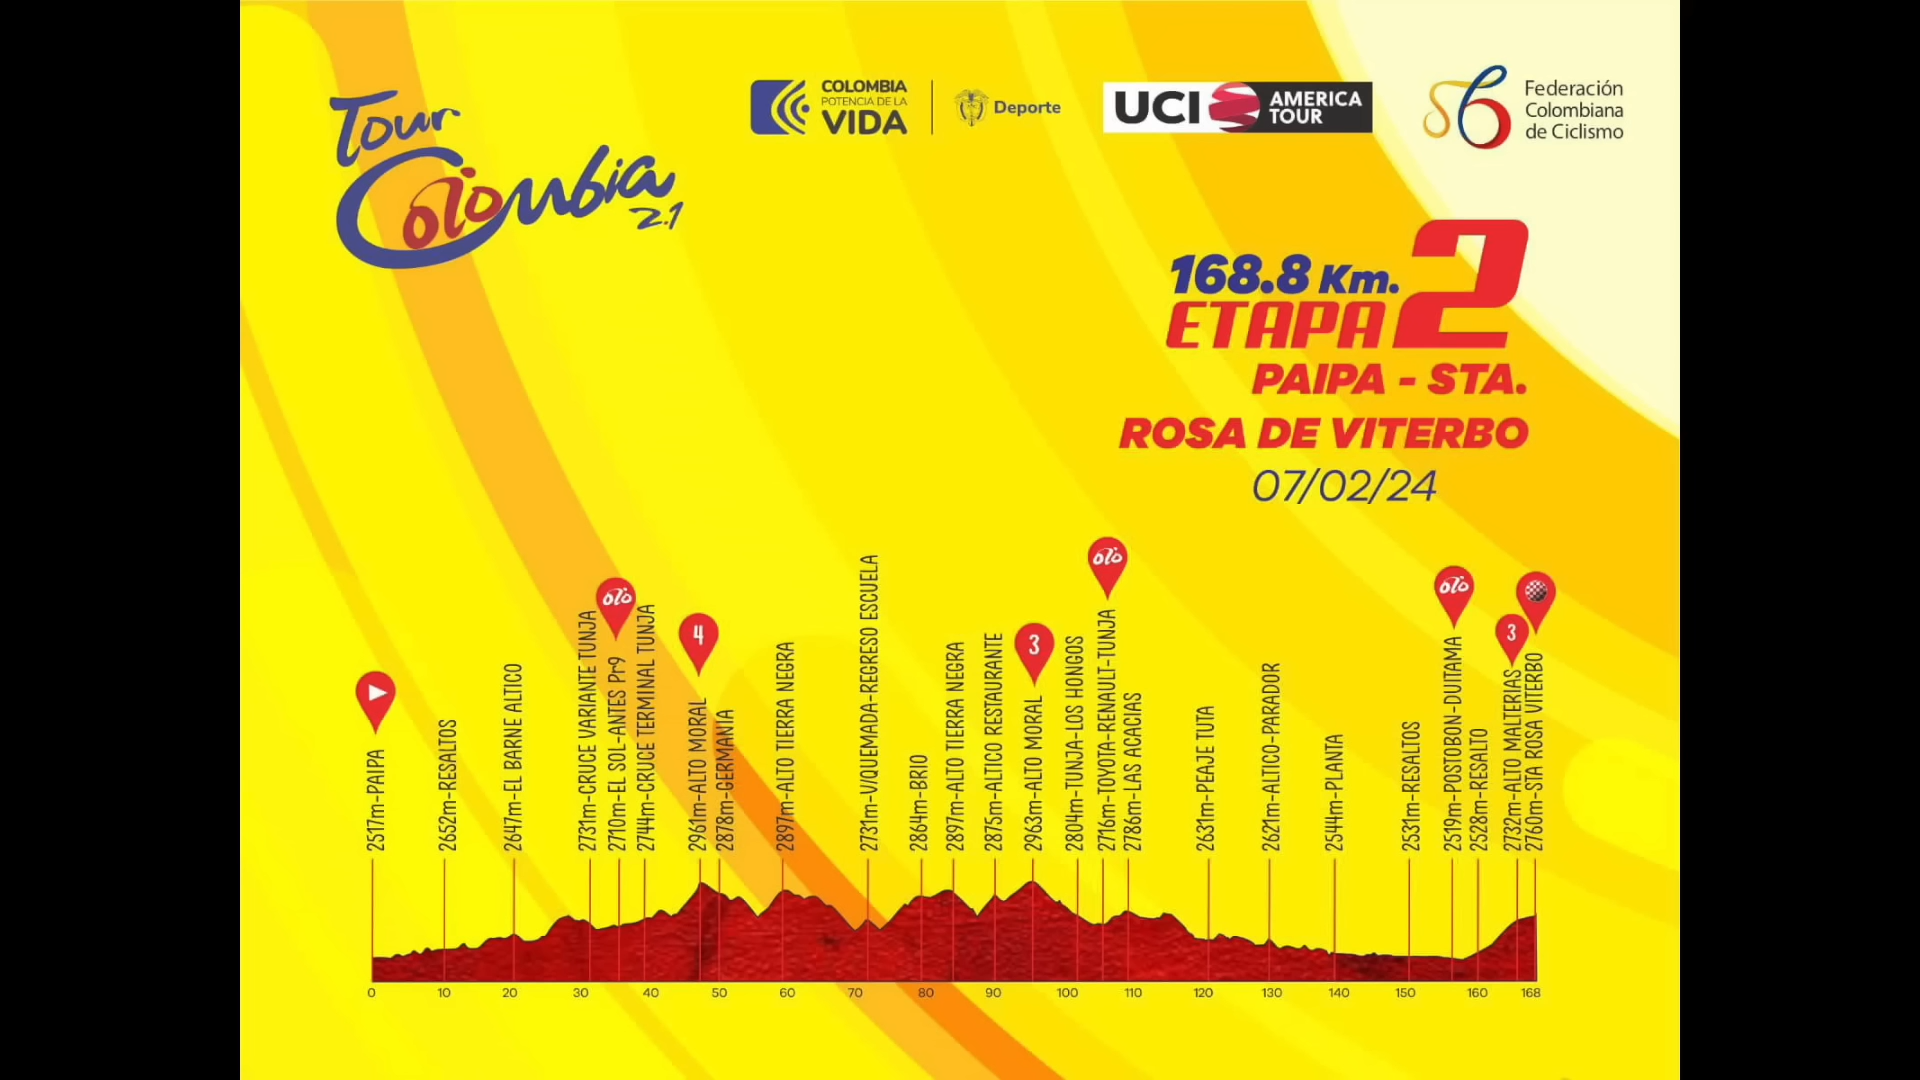 Tour
Colombia
2.1
COLOMBIA
POTENCIA DE LA
VIDA
Deporte
UCI
AMERICA
TOUR
Federación
Colombiana
de Ciclismo
168.8 Km.
ETAPA 2
PAIPA - STA.
ROSA DE VITERBO
07/02/24
2517m-PAIPA
2652m-RESALTOS
2647m-EL BARNE ALTICO
2731m-CRUCE VARIANTE TUNJA
2710m-EL SOL-ANTES Pr9
2744m-CRUCE TERMINAL TUNJA
4
2961m-ALTO MORAL
2878m-GERMANIA
2897m-ALTO TIERRA NEGRA
2731m-V/QUEMADA-REGRESO ESCUELA
2864m-BRIO
2897m-ALTO TIERRA NEGRA
2875m-ALTICO RESTAURANTE
3
2963m-ALTO MORAL
2804m-TUNJA-LOS HONGOS
2716m-TOYOTA-RENAULT-TUNJA
2786m-LAS ACACIAS
2631m-PEAJE TUTA
2621m-ALTICO-PARADOR
2544m-PLANTA
2531m-RESALTOS
2519m-POSTOBON-DUITAMA
2528m-RESALTO
3
2732m-ALTO MALTERIAS
2760m-STA ROSA VITERBO
0 10 20 30 40 50 60 70 80 90 100 110 120 130 140 150 160 168